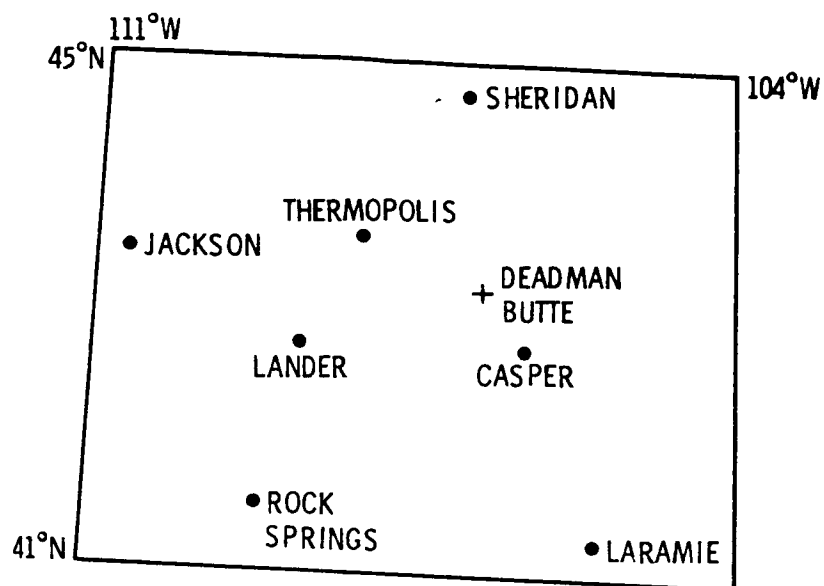 111°W
45°N
104°W
SHERIDAN
THERMOPOLIS
JACKSON
DEADMAN
BUTTE
LANDER
CASPER
ROCK
SPRINGS
41°N
LARAMIE